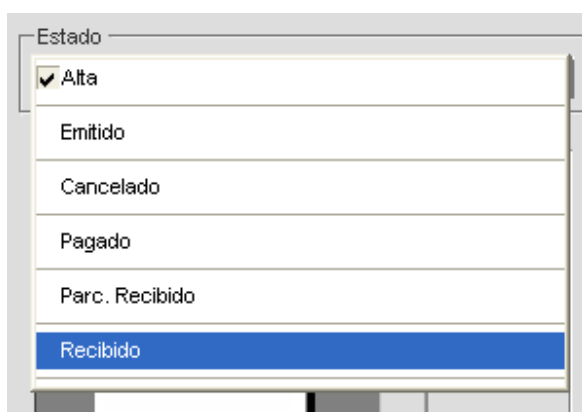 Estado
Alta
Emitido
Cancelado
Pagado
Parc. Recibido
Recibido